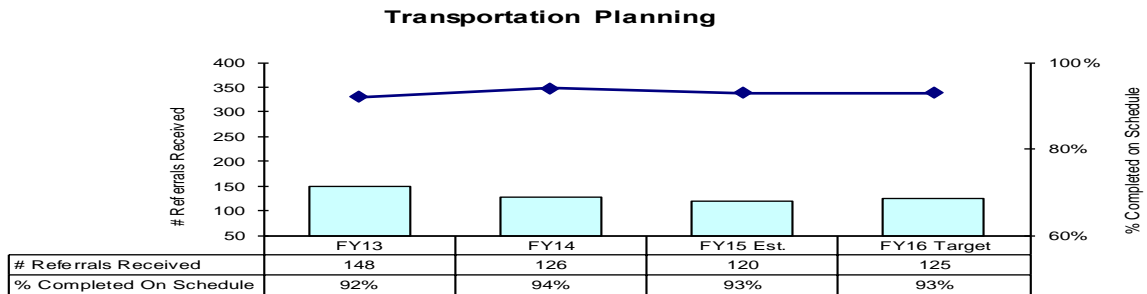 Transportation Planning
# Referrals Received
400
350
300
250
200
150
100
50
100%
80%
60%
% Completed on Schedule
FY13 FY14 FY15 Est. FY16 Target
# Referrals Received 148 126 120 125
% Completed On Schedule 92% 94% 93% 93%